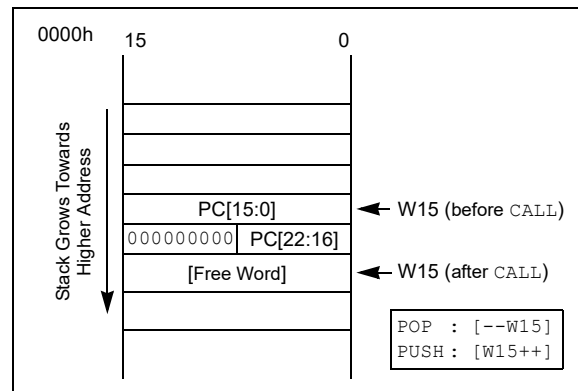 0000h
15 0
Stack Grows Towards
Higher Address
PC[15:0]
W15 (before CALL)
000000000 PC[22:16]
[Free Word]
W15 (after CALL)
POP : [--W15]
PUSH : [W15++]